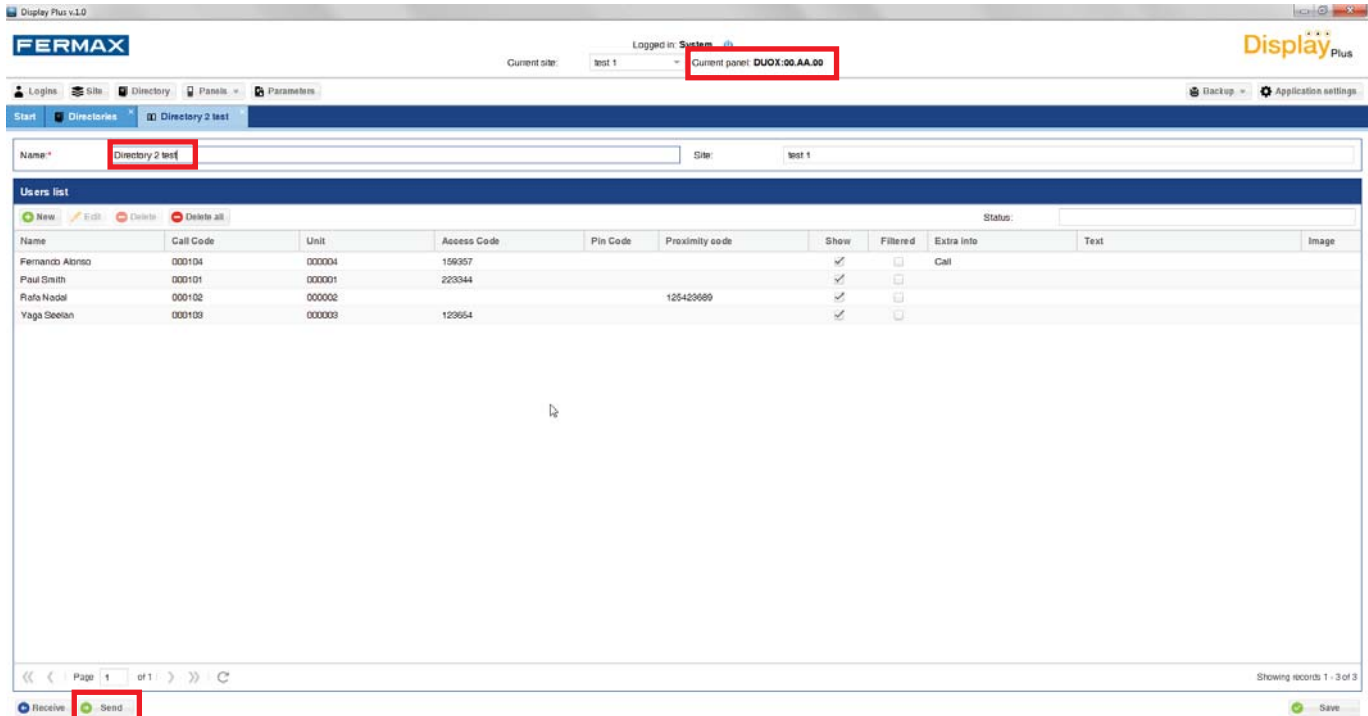 Display Plus v.1.0
FERMAX
Logged in: System
Display Plus
Current site: test 1 Current panel: DUOX:00.AA.00
Logins Site Directory Panels Parameters Backup Application settings
Start Directories Directory 2 test
Name:* Directory 2 test Site: test 1
Users list
New Edit Delete Delete all Status:
Name Call Code Unit Access Code Pin Code Proximity code Show Filtered Extra info Text Image
Fernando Alonso 000104 000004 159357 Call
Paul Smith 000101 000001 223344
Rafa Nadal 000102 000002 125423689
Yaga Seelan 000103 000003 123654
Page 1 of 1 Showing records 1 - 3 of 3
Receive Send Save